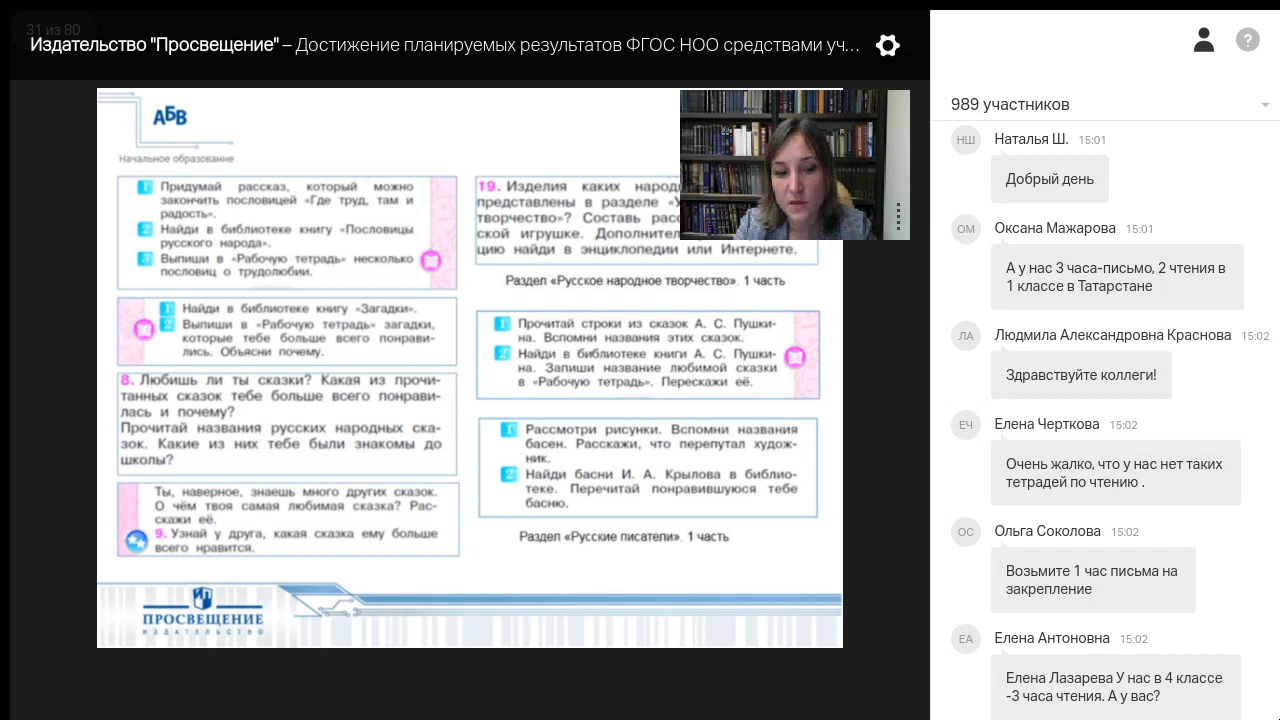 31 из 80
Издательство "Просвещение" – Достижение планируемых результатов ФГОС НОО средствами уч...
АБВ
Начальное образование
1 Придумай рассказ, который можно
закончить пословицей «Где труд, там и
радость».
2 Найди в библиотеке книгу «Пословицы
русского народа».
3 Выпиши в «Рабочую тетрадь» несколько
пословиц о трудолюбии.
1 Найди в библиотеке книгу «Загадки».
2 Выпиши в «Рабочую тетрадь» загадки,
которые тебе больше всего понрави-
лись. Объясни почему.
8. Любишь ли ты сказки? Какая из прочи-
танных сказок тебе больше всего понрави-
лась и почему?
Прочитай названия русских народных ска-
зок. Какие из них тебе были знакомы до
школы?
Ты, наверное, знаешь много других сказок.
О чём твоя самая любимая сказка? Рас-
скажи её.
9. Узнай у друга, какая сказка ему больше
всего нравится.
19. Изделия каких
представлены в разделе
творчество»? Составь
ской игрушке.
цию найди в энциклопедии или Интернете.
Раздел «Русское народное творчество». 1 часть
1 Прочитай строки из сказок А. С. Пушки-
на. Вспомни названия этих сказок.
2 Найди в библиотеке книги А. С. Пушки-
на. Запиши название любимой сказки
в «Рабочую тетрадь». Перескажи её.
1 Рассмотри рисунки. Вспомни названия
басен. Расскажи, что перепутал худож-
ник.
2 Найди басни И. А. Крылова в библио-
теке. Перечитай понравившуюся тебе
басню.
Раздел «Русские писатели». 1 часть
ПРОСВЕЩЕНИЕ
ИЗДАТЕЛЬСТВО
?
989 участников
НШ Наталья Ш. 15:01
Добрый день
ОМ Оксана Мажарова 15:01
А у нас 3 часа-письмо, 2 чтения в
1 классе в Татарстане
ЛА Людмила Александровна Краснова 15:02
Здравствуйте коллеги!
ЕЧ Елена Черткова 15:02
Очень жалко, что у нас нет таких
тетрадей по чтению .
ОС Ольга Соколова 15:02
Возьмите 1 час письма на
закрепление
ЕА Елена Антоновна 15:02
Елена Лазарева У нас в 4 классе
-3 часа чтения. А у вас?